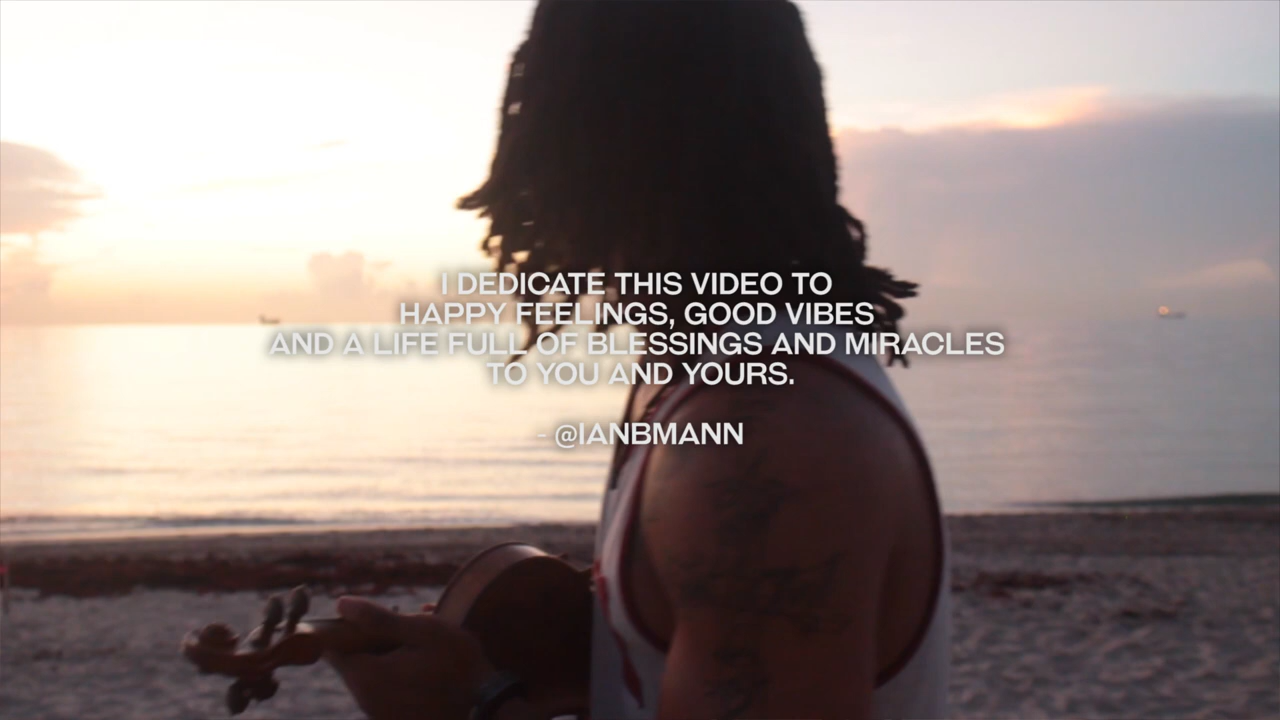 I DEDICATE THIS VIDEO TO
HAPPY FEELINGS, GOOD VIBES
AND A LIFE FULL OF BLESSINGS AND MIRACLES
TO YOU AND YOURS.
- @IANBMANN